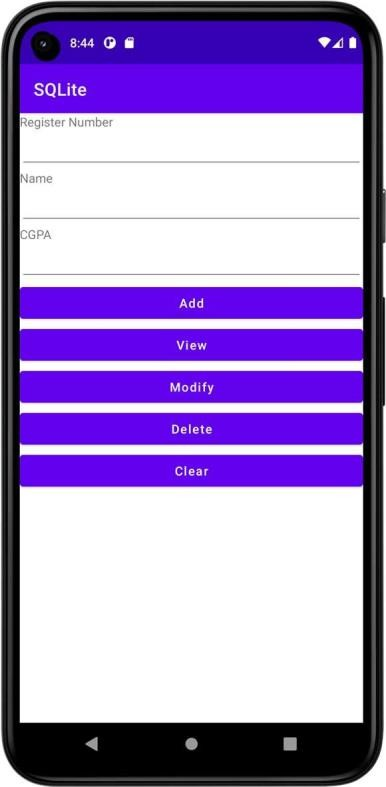 8:44
SQLite
Register Number
Name
CGPA
Add
View
Modify
Delete
Clear